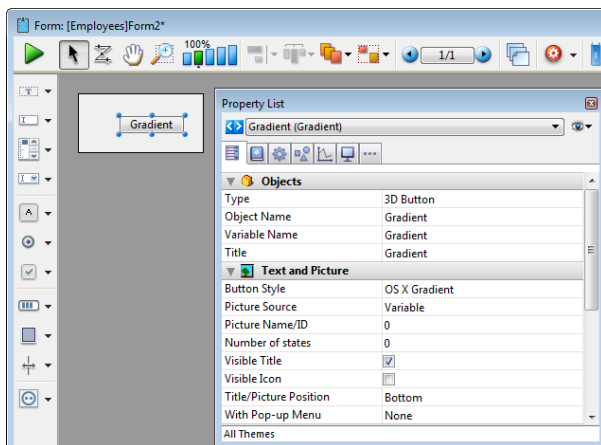 Form: [Employees]Form2*
100%
1/1
Gradient
Property List
Gradient (Gradient)
Objects
Type 3D Button
Object Name Gradient
Variable Name Gradient
Title Gradient
Text and Picture
Button Style OS X Gradient
Picture Source Variable
Picture Name/ID 0
Number of states 0
Visible Title
Visible Icon
Title/Picture Position Bottom
With Pop-up Menu None
All Themes
A